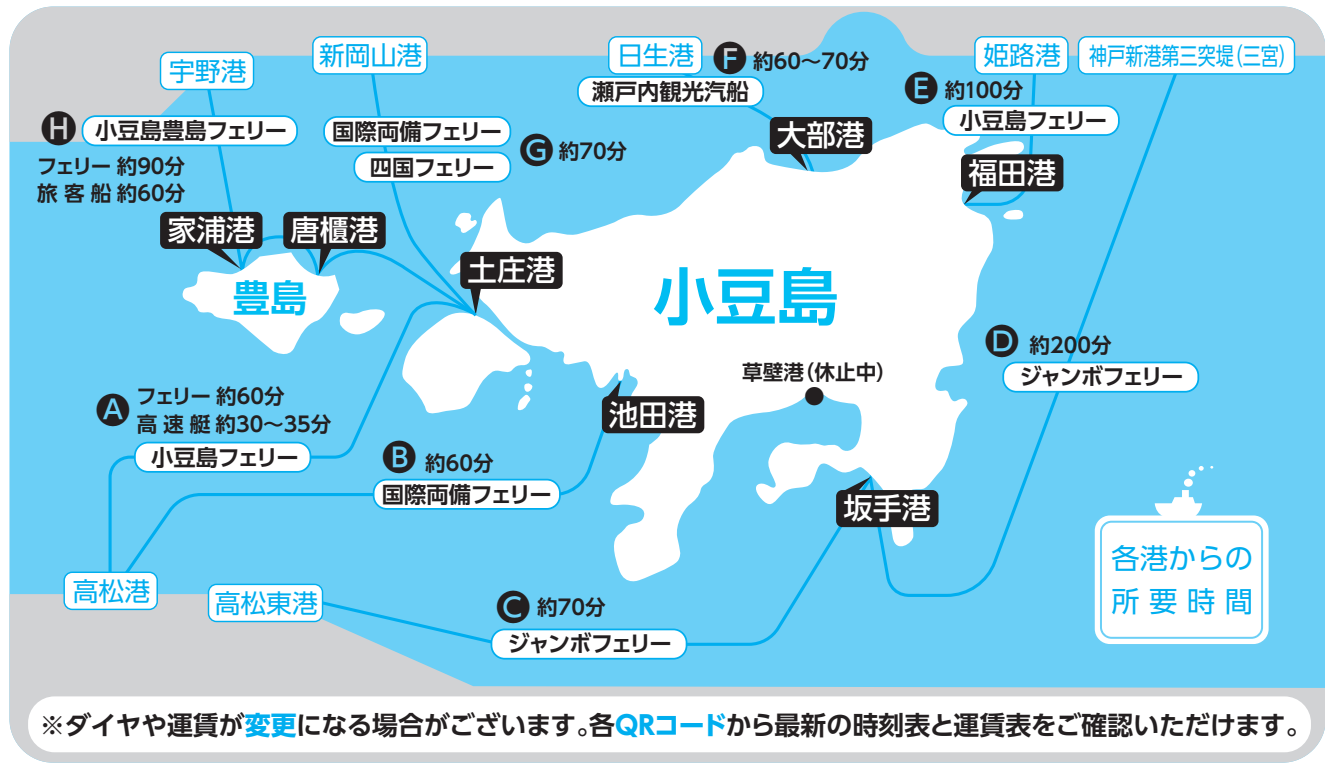 宇野港
新岡山港
日生港
F 約60～70分
瀬戸内観光汽船
姫路港
神戸新港第三突堤(三宮)
E 約100分
小豆島フェリー
H 小豆島豊島フェリー
フェリー 約90分
旅客船 約60分
国際両備フェリー
四国フェリー
G 約70分
大部港
福田港
家浦港
唐櫃港
土庄港
豊島
小豆島
D 約200分
ジャンボフェリー
草壁港(休止中)
A フェリー 約60分
高速艇 約30～35分
小豆島フェリー
池田港
B 約60分
国際両備フェリー
坂手港
高松港
高松東港
C 約70分
ジャンボフェリー
各港からの
所要時間
※ダイヤや運賃が変更になる場合がございます。各QRコードから最新の時刻表と運賃表をご確認いただけます。